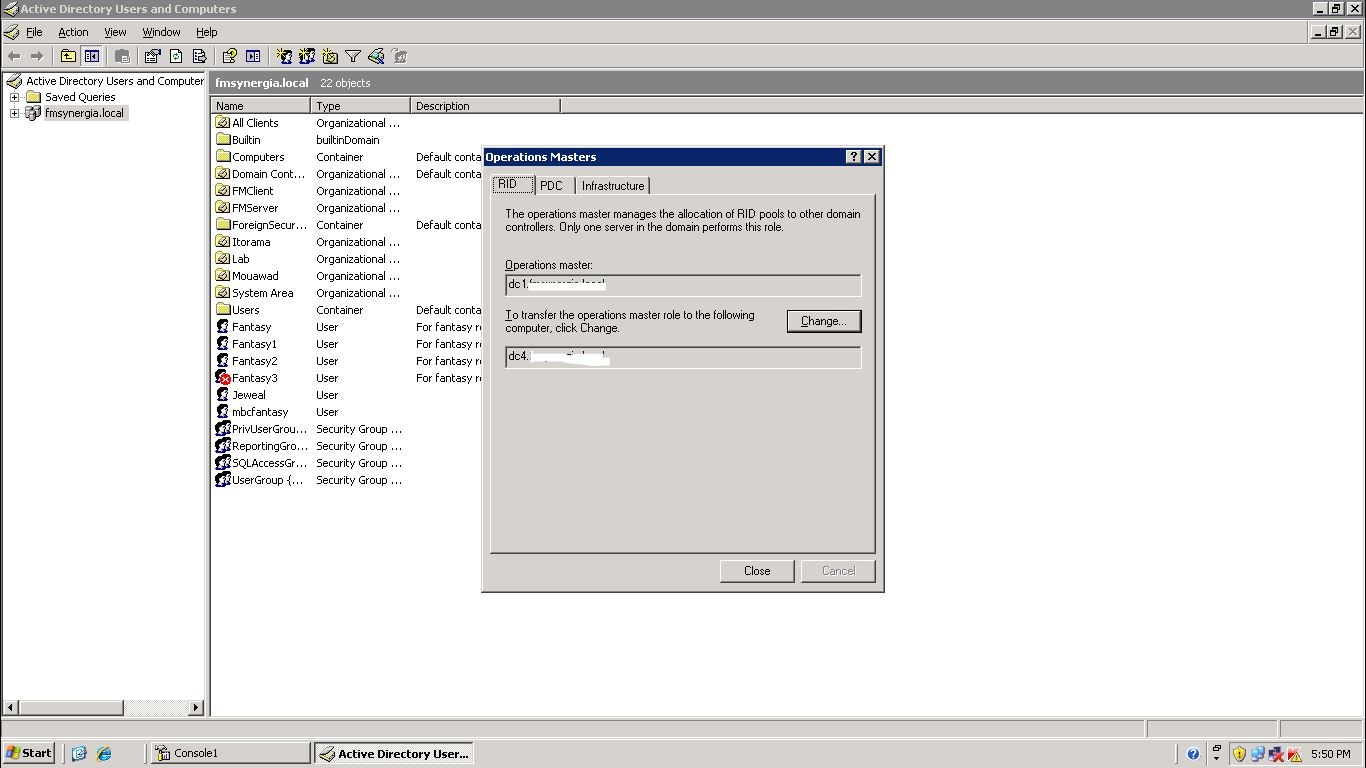 Active Directory Users and Computers
File Action View Window Help
Active Directory Users and Computer
Saved Queries
fmsynergia.local
fmsynergia.local 22 objects
Name Type Description
All Clients Organizational ...
Builtin builtinDomain
Computers Container Default conta
Domain Cont... Organizational ... Default conta
FMClient Organizational ...
FMServer Organizational ...
ForeignSecur... Container Default conta
Itorama Organizational ...
Lab Organizational ...
Mouawad Organizational ...
System Area Organizational ...
Users Container Default conta
Fantasy User For fantasy re
Fantasy1 User For fantasy re
Fantasy2 User For fantasy re
Fantasy3 User For fantasy re
Jeweal User
mbcfantasy User
PrivUserGrou... Security Group ...
ReportingGro... Security Group ...
SQLAccessGr... Security Group ...
UserGroup {... Security Group ...
Operations Masters
RID PDC Infrastructure
The operations master manages the allocation of RID pools to other domain
controllers. Only one server in the domain performs this role.
Operations master:
dc1.
To transfer the operations master role to the following
computer, click Change.
Change...
dc4.
Close Cancel
Start Console1 Active Directory User... 5:50 PM